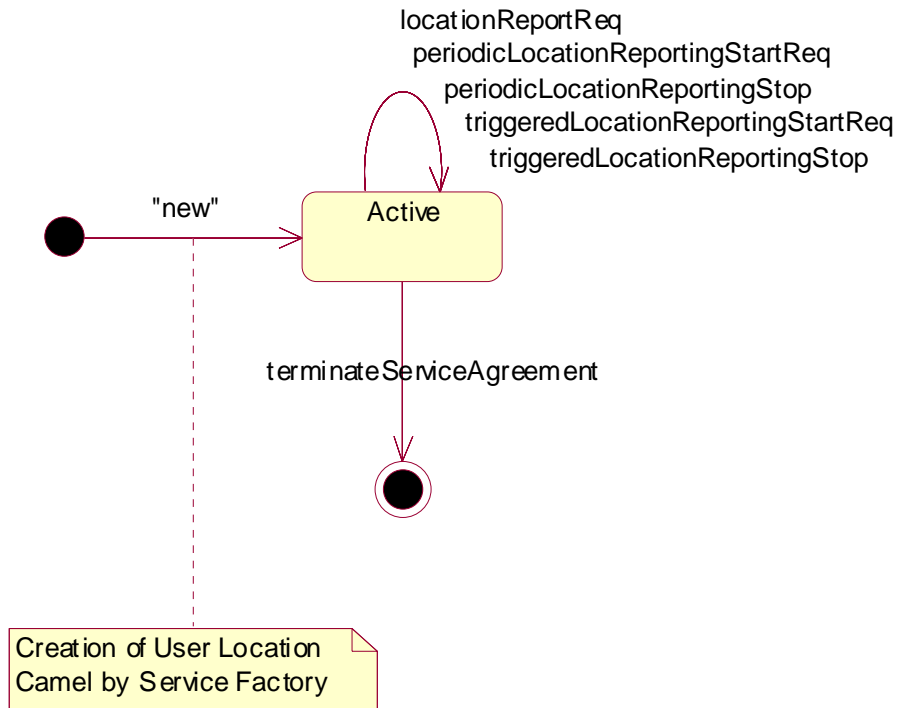 locationReportReq
periodicLocationReportingStartReq
periodicLocationReportingStop
triggeredLocationReportingStartReq
triggeredLocationReportingStop
"new"
Active
terminateServiceAgreement
Creation of User Location
Camel by Service Factory